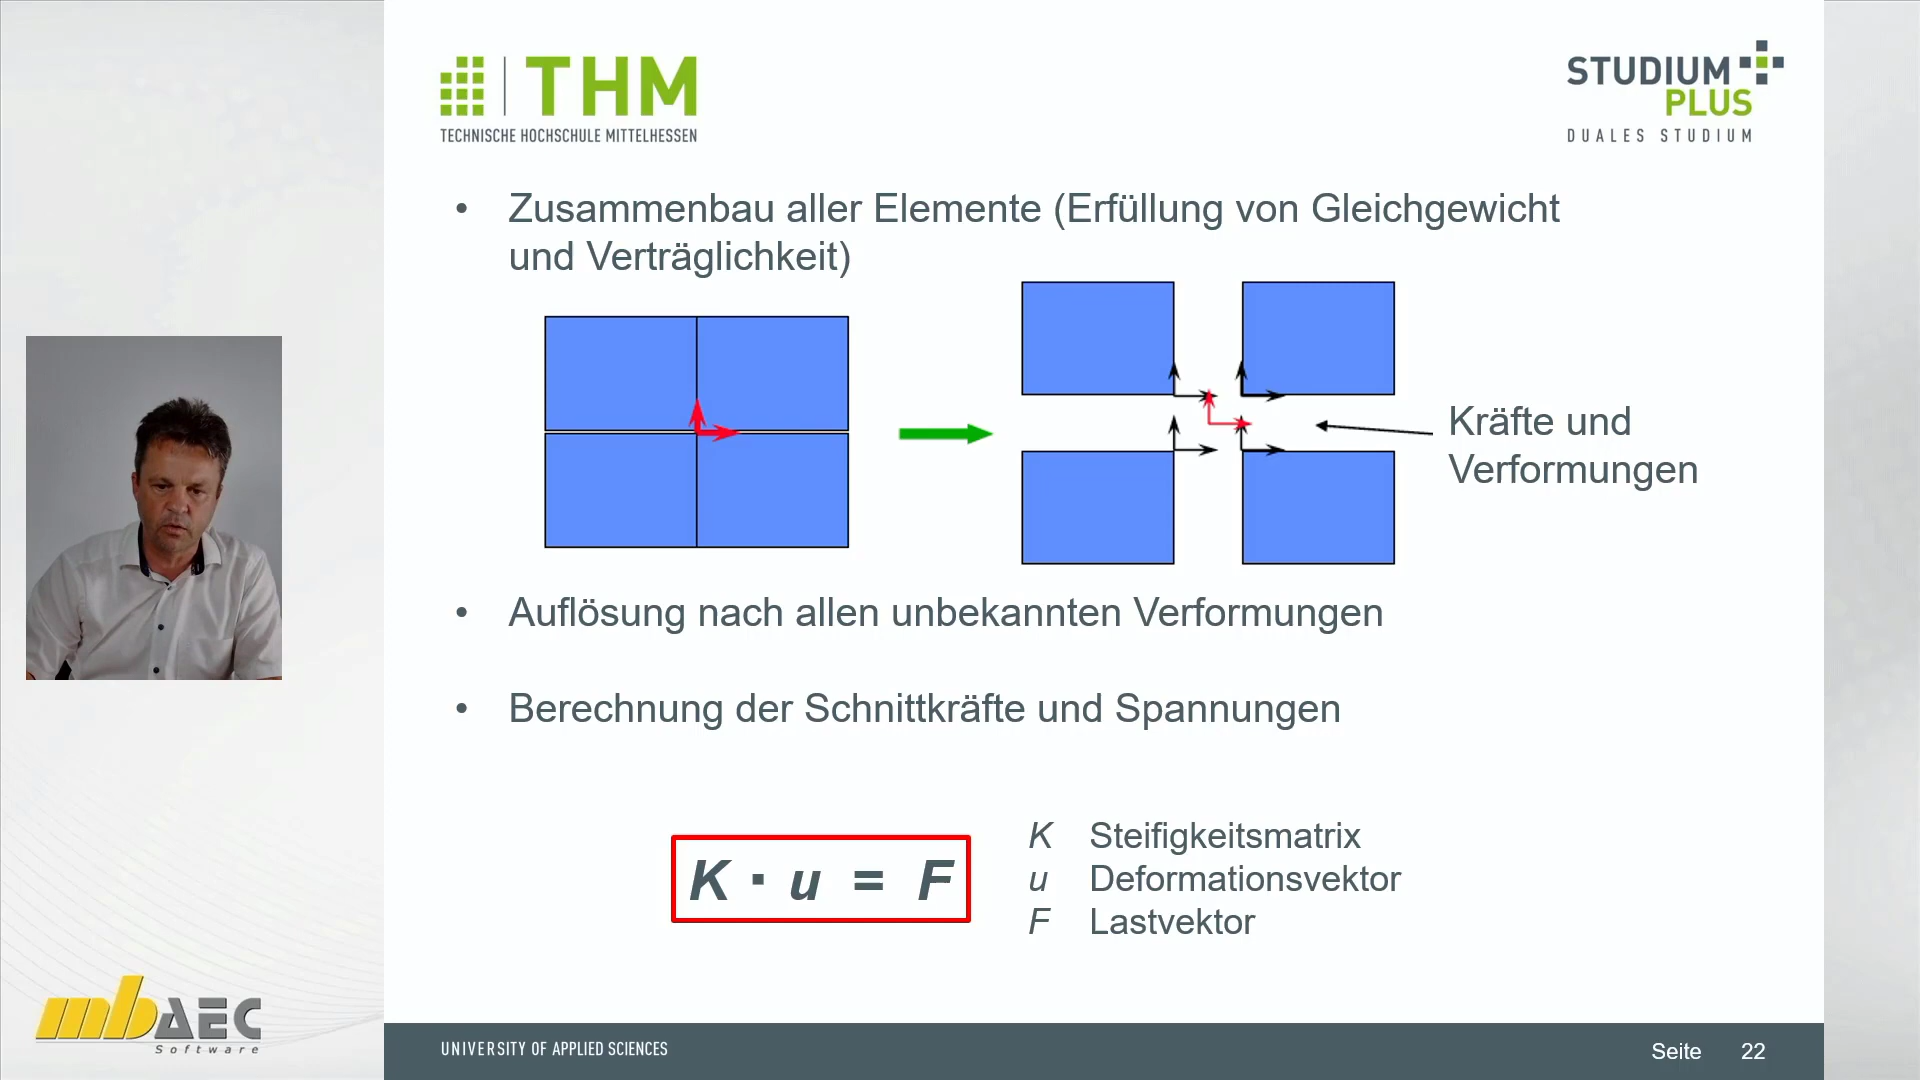 THM
TECHNISCHE HOCHSCHULE MITTELHESSEN
STUDIUM
PLUS
DUALES STUDIUM
• Zusammenbau aller Elemente (Erfüllung von Gleichgewicht
und Verträglichkeit)
Kräfte und
Verformungen
• Auflösung nach allen unbekannten Verformungen
• Berechnung der Schnittkräfte und Spannungen
K · u = F
K Steifigkeitsmatrix
u Deformationsvektor
F Lastvektor
mbAEC
Software
UNIVERSITY OF APPLIED SCIENCES
Seite 22